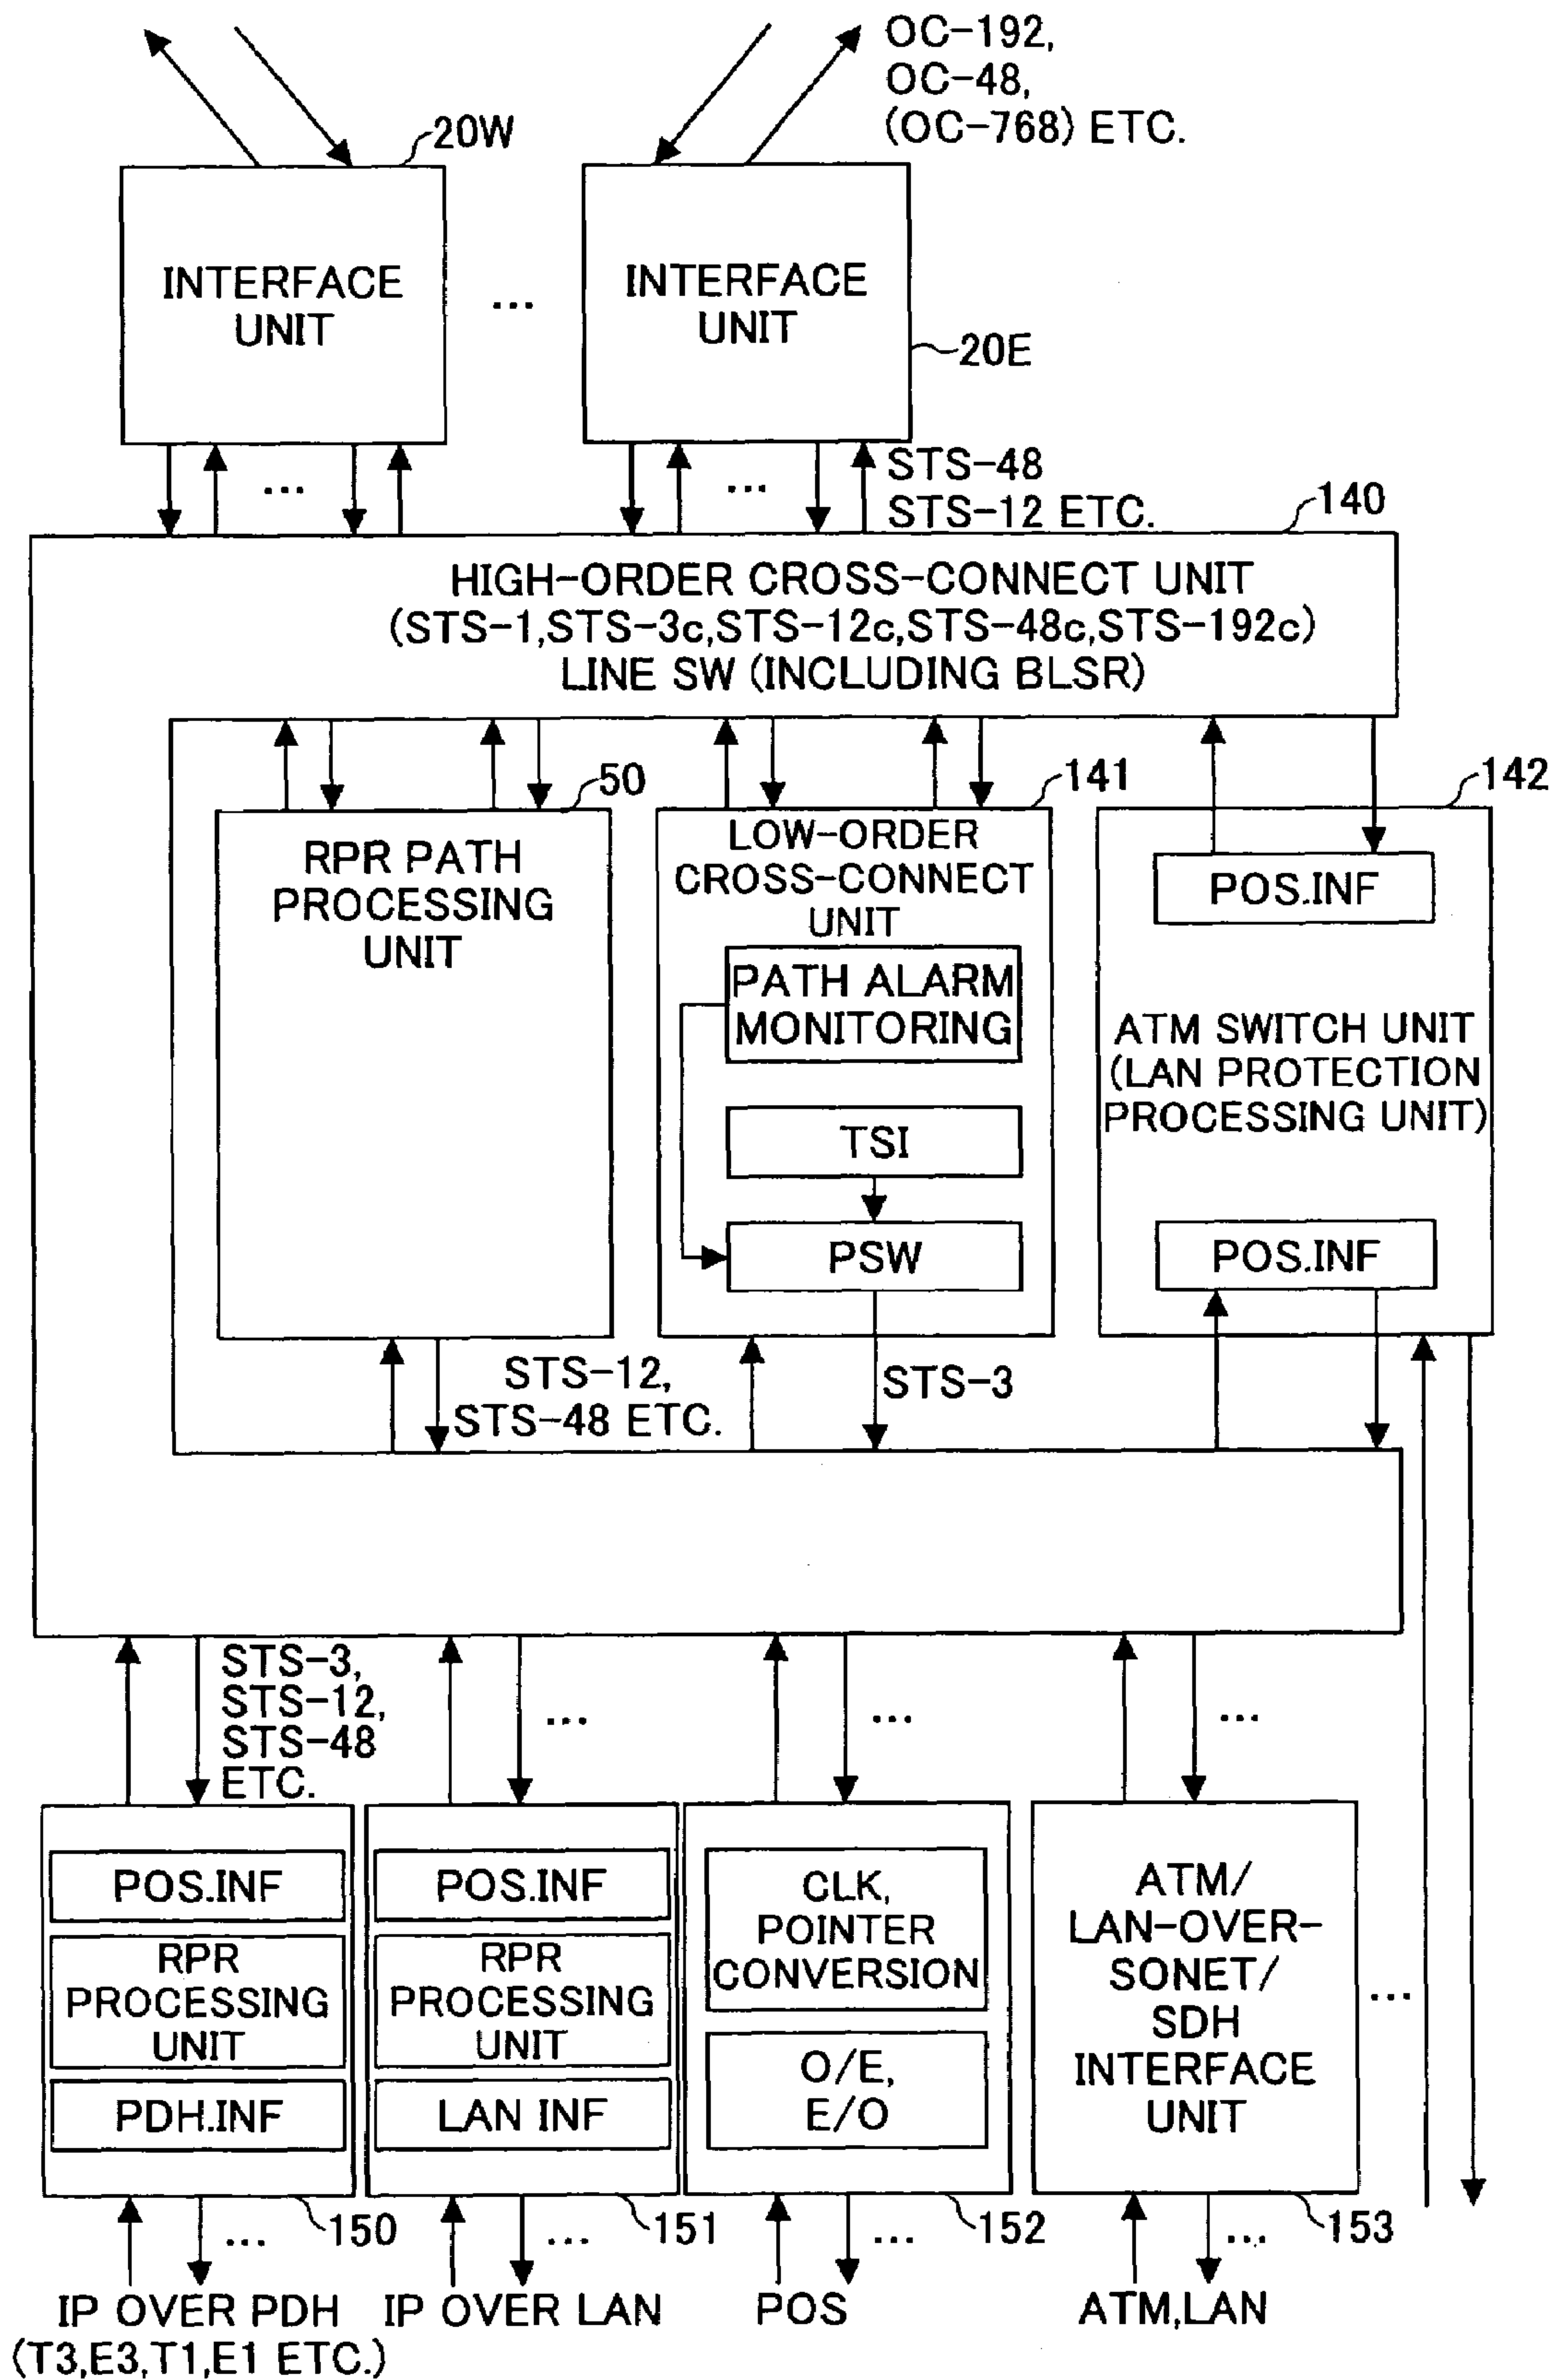 OC-192,
OC-48,
(OC-768) ETC.
20W
INTERFACE
UNIT
...
INTERFACE
UNIT
20E
...
...
STS-48
STS-12 ETC.
140
HIGH-ORDER CROSS-CONNECT UNIT
(STS-1,STS-3c,STS-12c,STS-48c,STS-192c)
LINE SW (INCLUDING BLSR)
50
RPR PATH
PROCESSING
UNIT
141
LOW-ORDER
CROSS-CONNECT
UNIT
PATH ALARM
MONITORING
TSI
PSW
142
POS.INF
ATM SWITCH UNIT
(LAN PROTECTION
PROCESSING UNIT)
POS.INF
STS-12,
STS-48 ETC.
STS-3
STS-3,
STS-12,
STS-48
ETC.
...
...
...
POS.INF
RPR
PROCESSING
UNIT
PDH.INF
POS.INF
RPR
PROCESSING
UNIT
LAN INF
CLK,
POINTER
CONVERSION
O/E,
E/O
ATM/
LAN-OVER-
SONET/
SDH
INTERFACE
UNIT
...
... 150
... 151
... 152
... 153
IP OVER PDH
(T3,E3,T1,E1 ETC.)
IP OVER LAN
POS
ATM,LAN